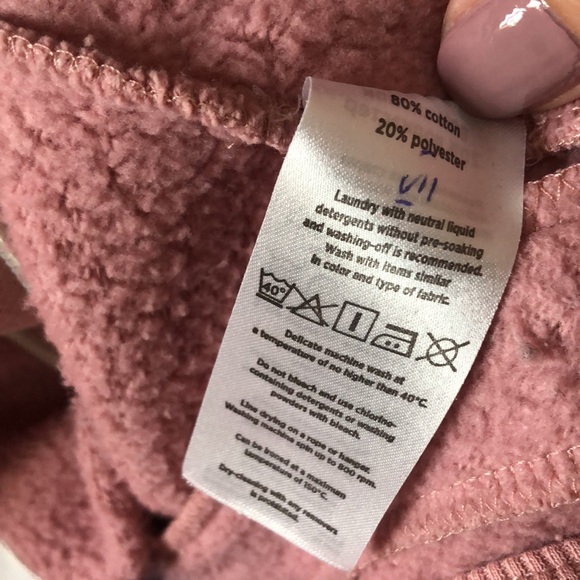 80% cotton
20% polyester
VII
Laundry with neutral liquid
detergents without pre-soaking
and washing-off is recommended.
Wash with items similar
in color and type of fabric.
40°
Delicate machine wash at
a temperature of no higher than 40°C.
Do not bleach and use chlorine-
containing detergents or washing
powders with bleach.
Use drying on a rope or hanger.
Washing machine spin up to 800 rpm.
Can be ironed at a maximum
temperature of 150°C.
Dry-cleaning with any removers
is prohibited.